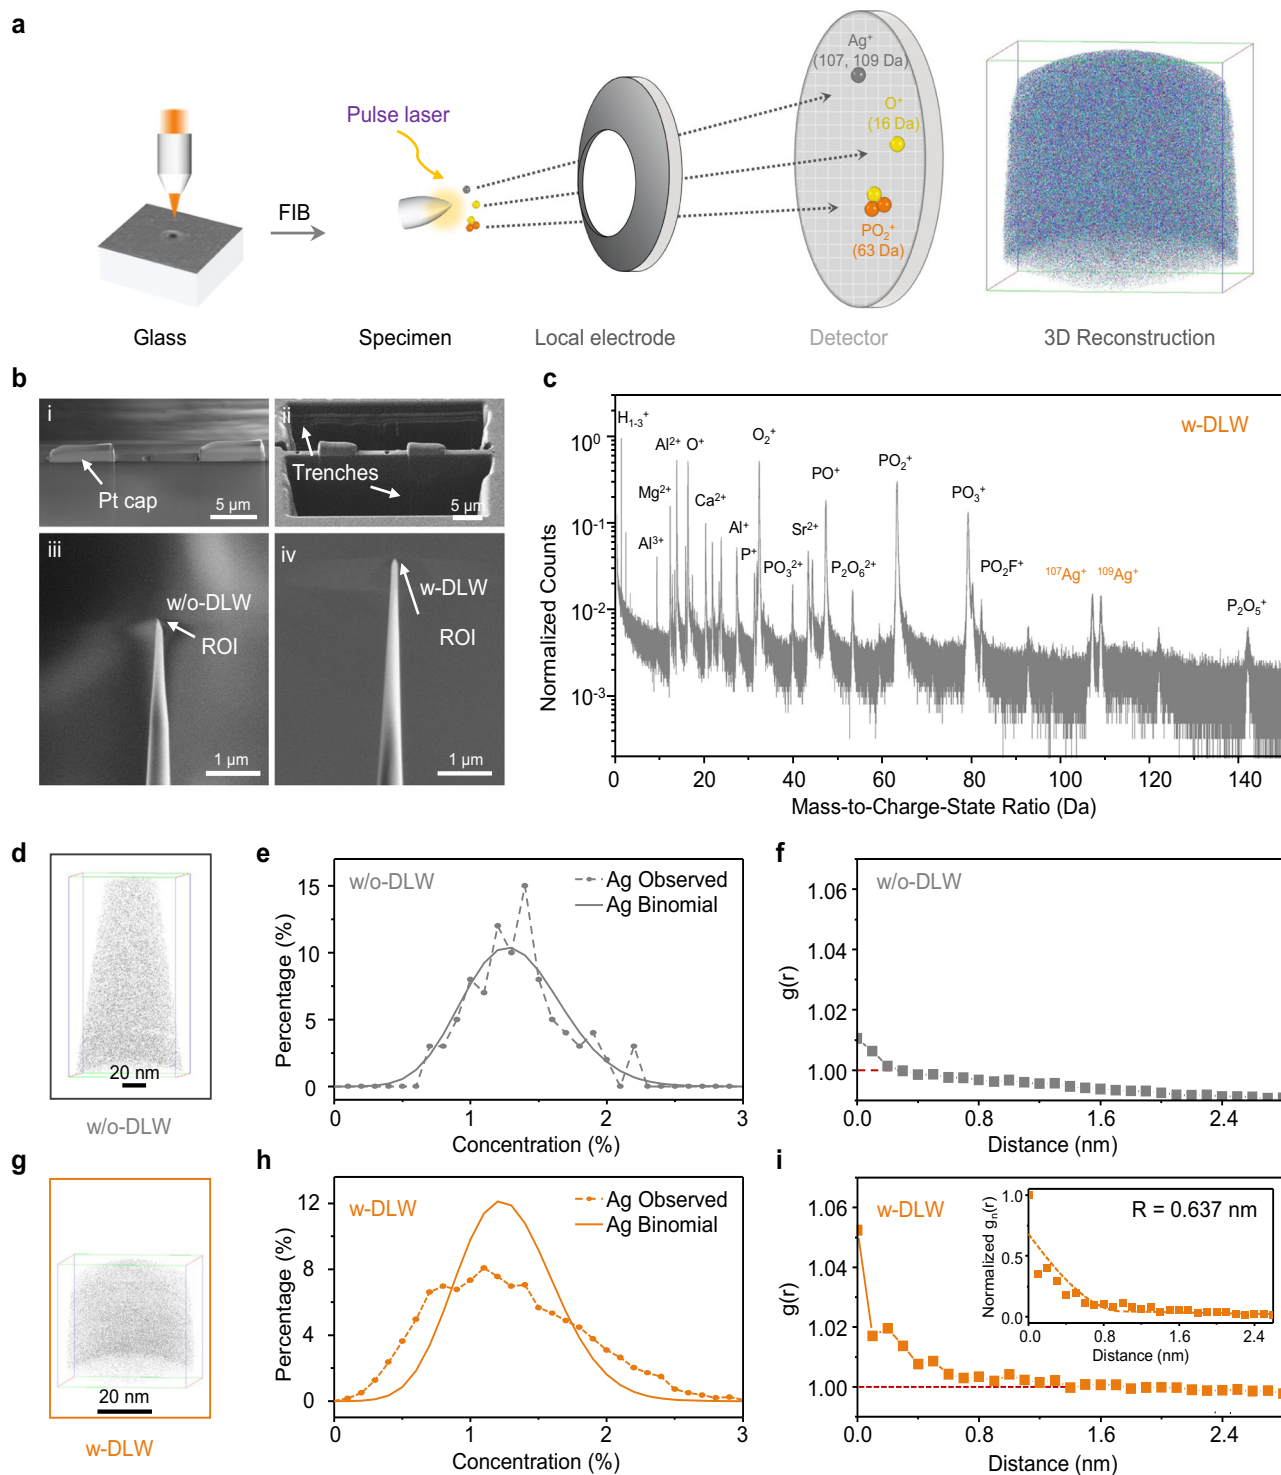 a
Pulse laser
FIB
Ag⁺
(107, 109 Da)
O⁺
(16 Da)
PO₂⁺
(63 Da)
Glass
Specimen
Local electrode
Detector
3D Reconstruction
b
i
Pt cap
5 µm
ii
Trenches
5 µm
iii
w/o-DLW
ROI
1 µm
iv
w-DLW
ROI
1 µm
c
w-DLW
Normalized Counts
10⁰
10⁻¹
10⁻²
10⁻³
H₁₋₃⁺
Al³⁺
Mg²⁺
Al²⁺
O⁺
Ca²⁺
Al⁺
P⁺
O₂⁺
PO₃²⁺
Sr²⁺
PO⁺
P₂O₆²⁺
PO₂⁺
PO₃⁺
PO₂F⁺
¹⁰⁷Ag⁺
¹⁰⁹Ag⁺
P₂O₅⁺
0 20 40 60 80 100 120 140
Mass-to-Charge-State Ratio (Da)
d
20 nm
w/o-DLW
e
w/o-DLW
Ag Observed
Ag Binomial
Percentage (%)
15
10
5
0
0 1 2 3
Concentration (%)
f
w/o-DLW
g(r)
1.06
1.04
1.02
1.00
0.0 0.8 1.6 2.4
Distance (nm)
g
20 nm
w-DLW
h
w-DLW
Ag Observed
Ag Binomial
Percentage (%)
12
8
4
0
0 1 2 3
Concentration (%)
i
w-DLW
g(r)
1.06
1.04
1.02
1.00
0.0 0.8 1.6 2.4
Distance (nm)
R = 0.637 nm
Normalized gₙ(r)
1.0
0.5
0.0
0.0 0.8 1.6 2.4
Distance (nm)